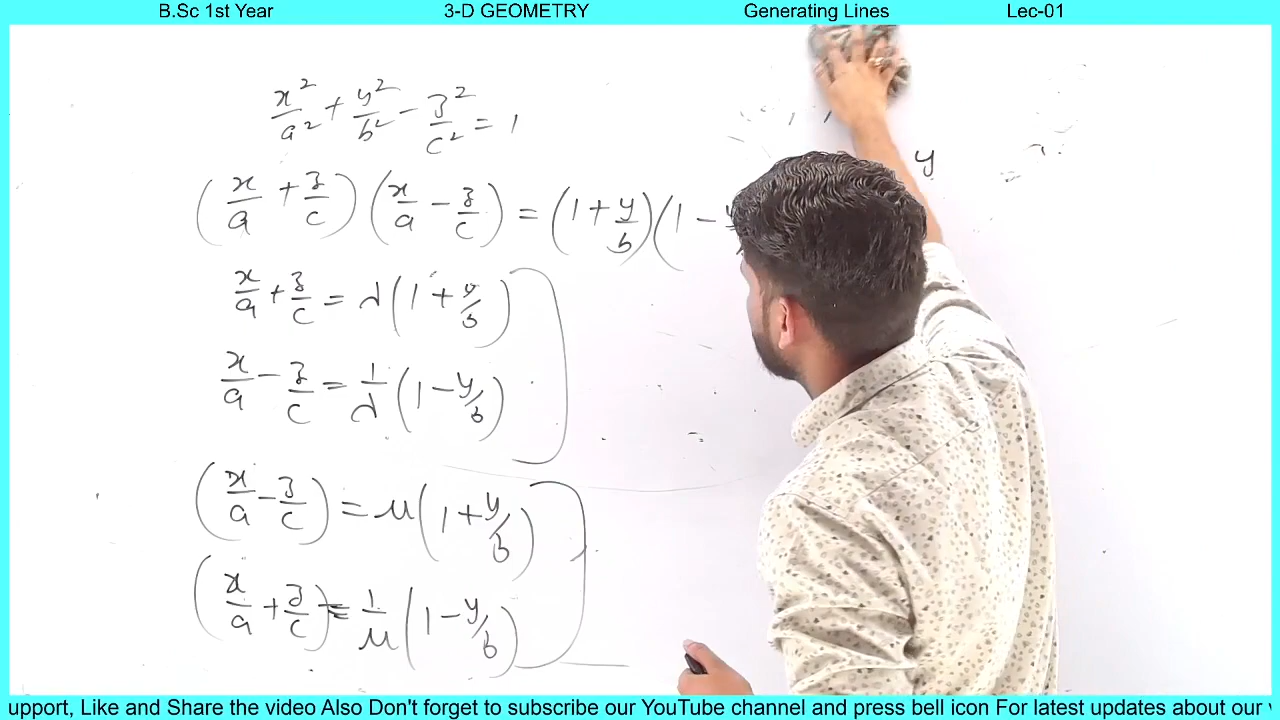 B.Sc 1st Year 3-D GEOMETRY Generating Lines Lec-01
x²/a² + y²/b² - z²/c² = 1
y
(x/a + z/c) (x/a - z/c) = (1 + y/b) (1 -
x/a + z/c = λ (1 + y/b)
x/a - z/c = 1/λ (1 - y/b)
(x/a - z/c) = μ (1 + y/b)
(x/a + z/c) = 1/μ (1 - y/b)
upport, Like and Share the video Also Don't forget to subscribe our YouTube channel and press bell icon For latest updates about our